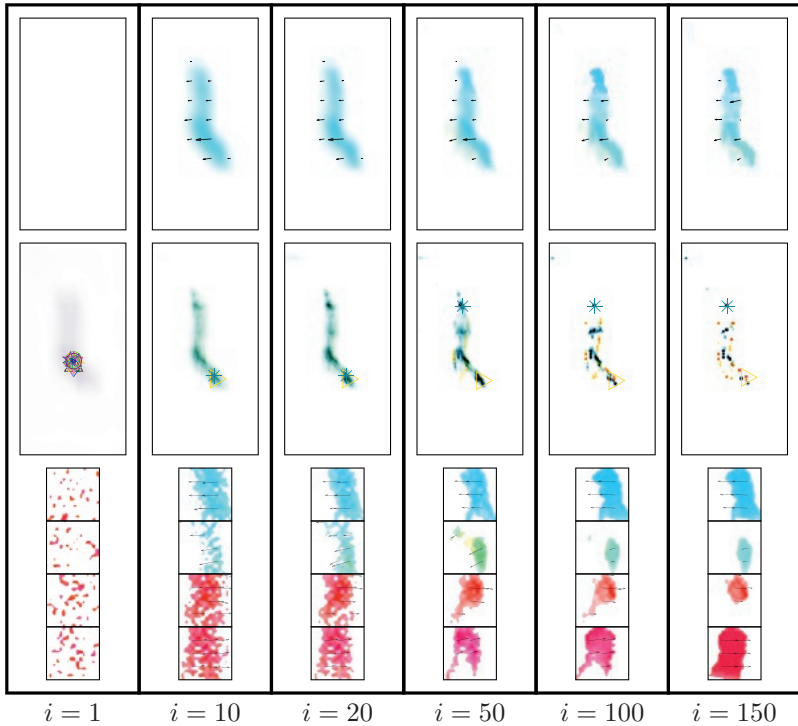 i = 1 i = 10 i = 20 i = 50 i = 100 i = 150